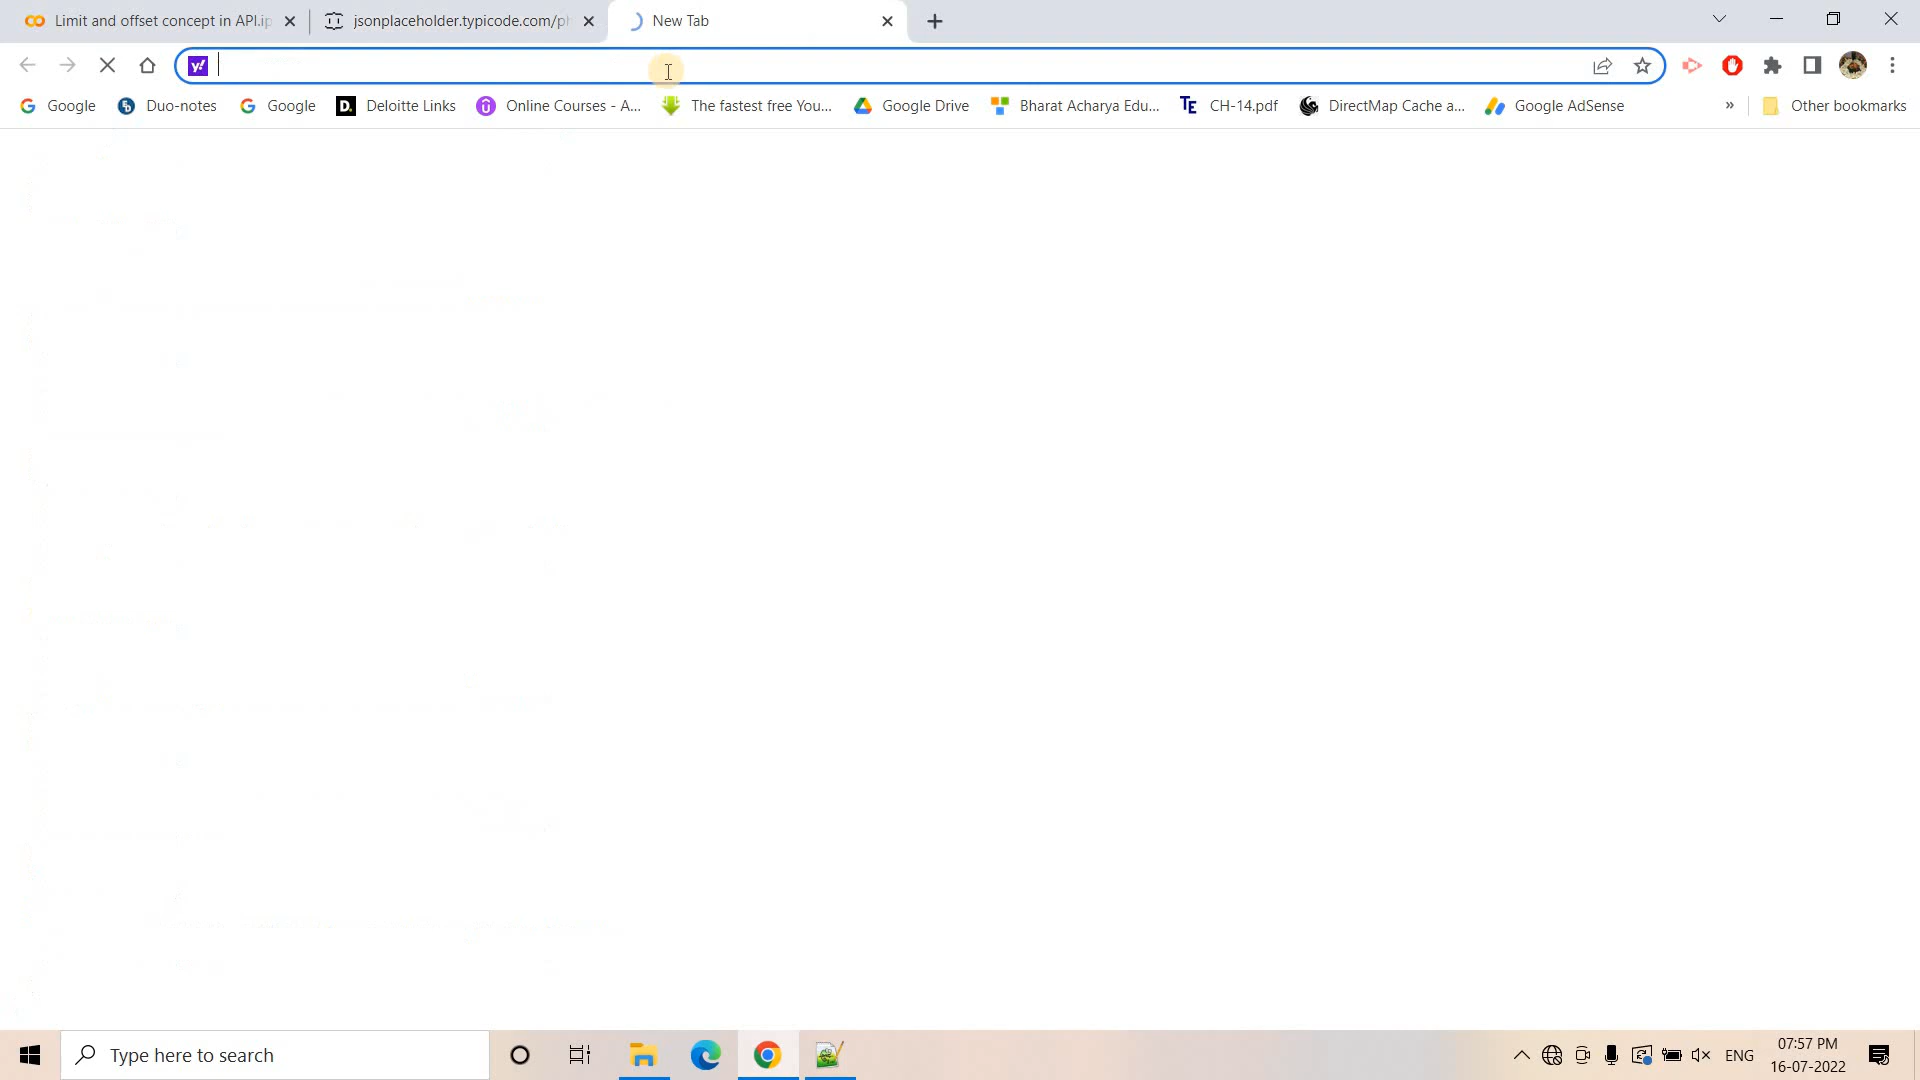 Limit and offset concept in API.ip
jsonplaceholder.typicode.com/ph
New Tab
y!
Google
Duo-notes
Google
D.
Deloitte Links
Online Courses - A...
The fastest free You...
Google Drive
Bharat Acharya Edu...
TE
CH-14.pdf
DirectMap Cache a...
Google AdSense
»
Other bookmarks
Type here to search
ENG
07:57 PM
16-07-2022